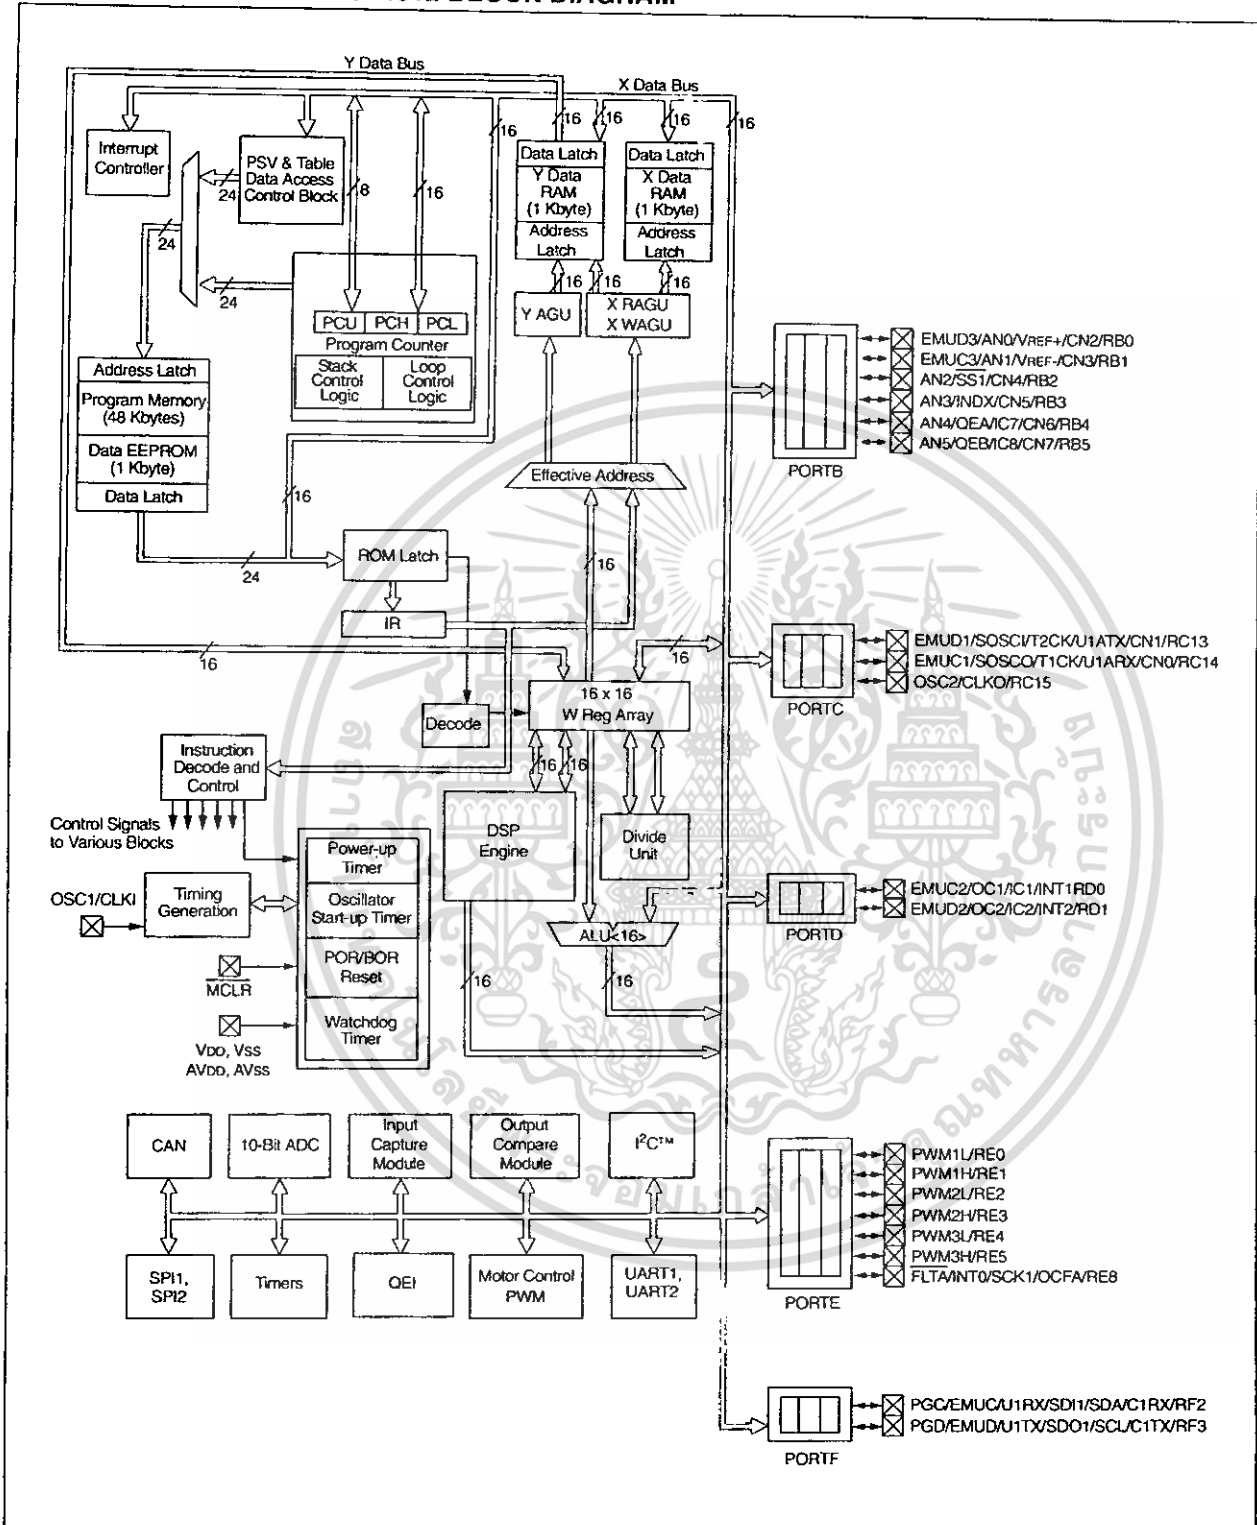 BLOCK DIAGRAM
Y Data Bus
X Data Bus
16
16
16
16
16
Interrupt
Controller
PSV & Table
Data Access
Control Block
24
8
16
Data Latch
Y Data
RAM
(1 Kbyte)
Address
Latch
Data Latch
X Data
RAM
(1 Kbyte)
Address
Latch
24
24
16
16
16
Y AGU
X RAGU
X WAGU
PCU
PCH
PCL
Program Counter
Stack
Control
Logic
Loop
Control
Logic
Address Latch
Program Memory
(48 Kbytes)
Data EEPROM
(1 Kbyte)
Data Latch
16
Effective Address
24
ROM Latch
16
IR
16
16
16 x 16
W Reg Array
Decode
Instruction
Decode and
Control
16
16
Control Signals
to Various Blocks
DSP
Engine
Divide
Unit
Power-up
Timer
OSC1/CLKI
Timing
Generation
Oscillator
Start-up Timer
ALU<16>
POR/BOR
Reset
MCLR
16
16
Watchdog
Timer
VDD, VSS
AVDD, AVSS
CAN
10-Bit ADC
Input
Capture
Module
Output
Compare
Module
I²C™
SPI1,
SPI2
Timers
QEI
Motor Control
PWM
UART1,
UART2
EMUD3/AN0/VREF+/CN2/RB0
EMUC3/AN1/VREF-/CN3/RB1
AN2/SS1/CN4/RB2
AN3/INDX/CN5/RB3
AN4/QEA/IC7/CN6/RB4
AN5/QEB/IC8/CN7/RB5
PORTB
EMUD1/SOSCI/T2CK/U1ATX/CN1/RC13
EMUC1/SOSCO/T1CK/U1ARX/CN0/RC14
OSC2/CLKO/RC15
PORTC
EMUC2/OC1/IC1/INT1RD0
EMUD2/OC2/IC2/INT2/RD1
PORTD
PWM1L/RE0
PWM1H/RE1
PWM2L/RE2
PWM2H/RE3
PWM3L/RE4
PWM3H/RE5
FLTA/INT0/SCK1/OCFA/RE8
PORTE
PGC/EMUC/U1RX/SDI1/SDA/C1RX/RF2
PGD/EMUD/U1TX/SDO1/SCL/C1TX/RF3
PORTF